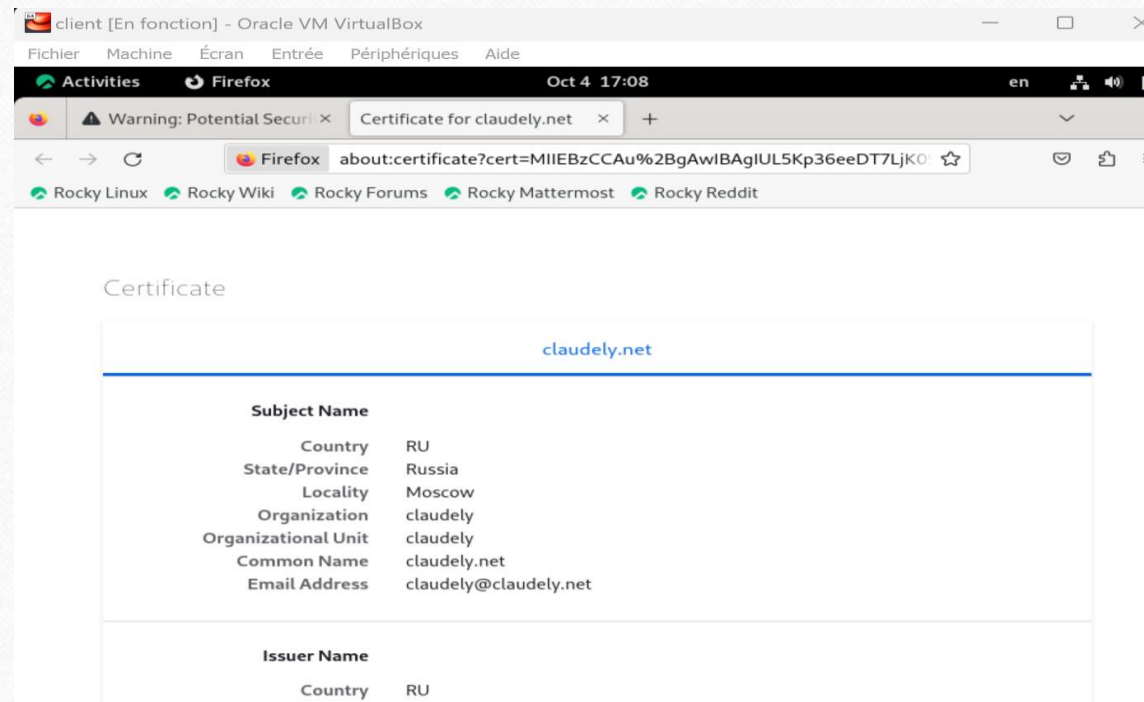 client [En fonction] - Oracle VM VirtualBox
Fichier Machine Écran Entrée Périphériques Aide
Activities Firefox Oct 4 17:08 en
Warning: Potential Securi Certificate for claudely.net
Firefox about:certificate?cert=MIIEBzCCAu%2BgAwIBAgIUL5Kp36eeDT7LjK0
Rocky Linux Rocky Wiki Rocky Forums Rocky Mattermost Rocky Reddit
Certificate
claudely.net
Subject Name
Country RU
State/Province Russia
Locality Moscow
Organization claudely
Organizational Unit claudely
Common Name claudely.net
Email Address claudely@claudely.net
Issuer Name
Country RU